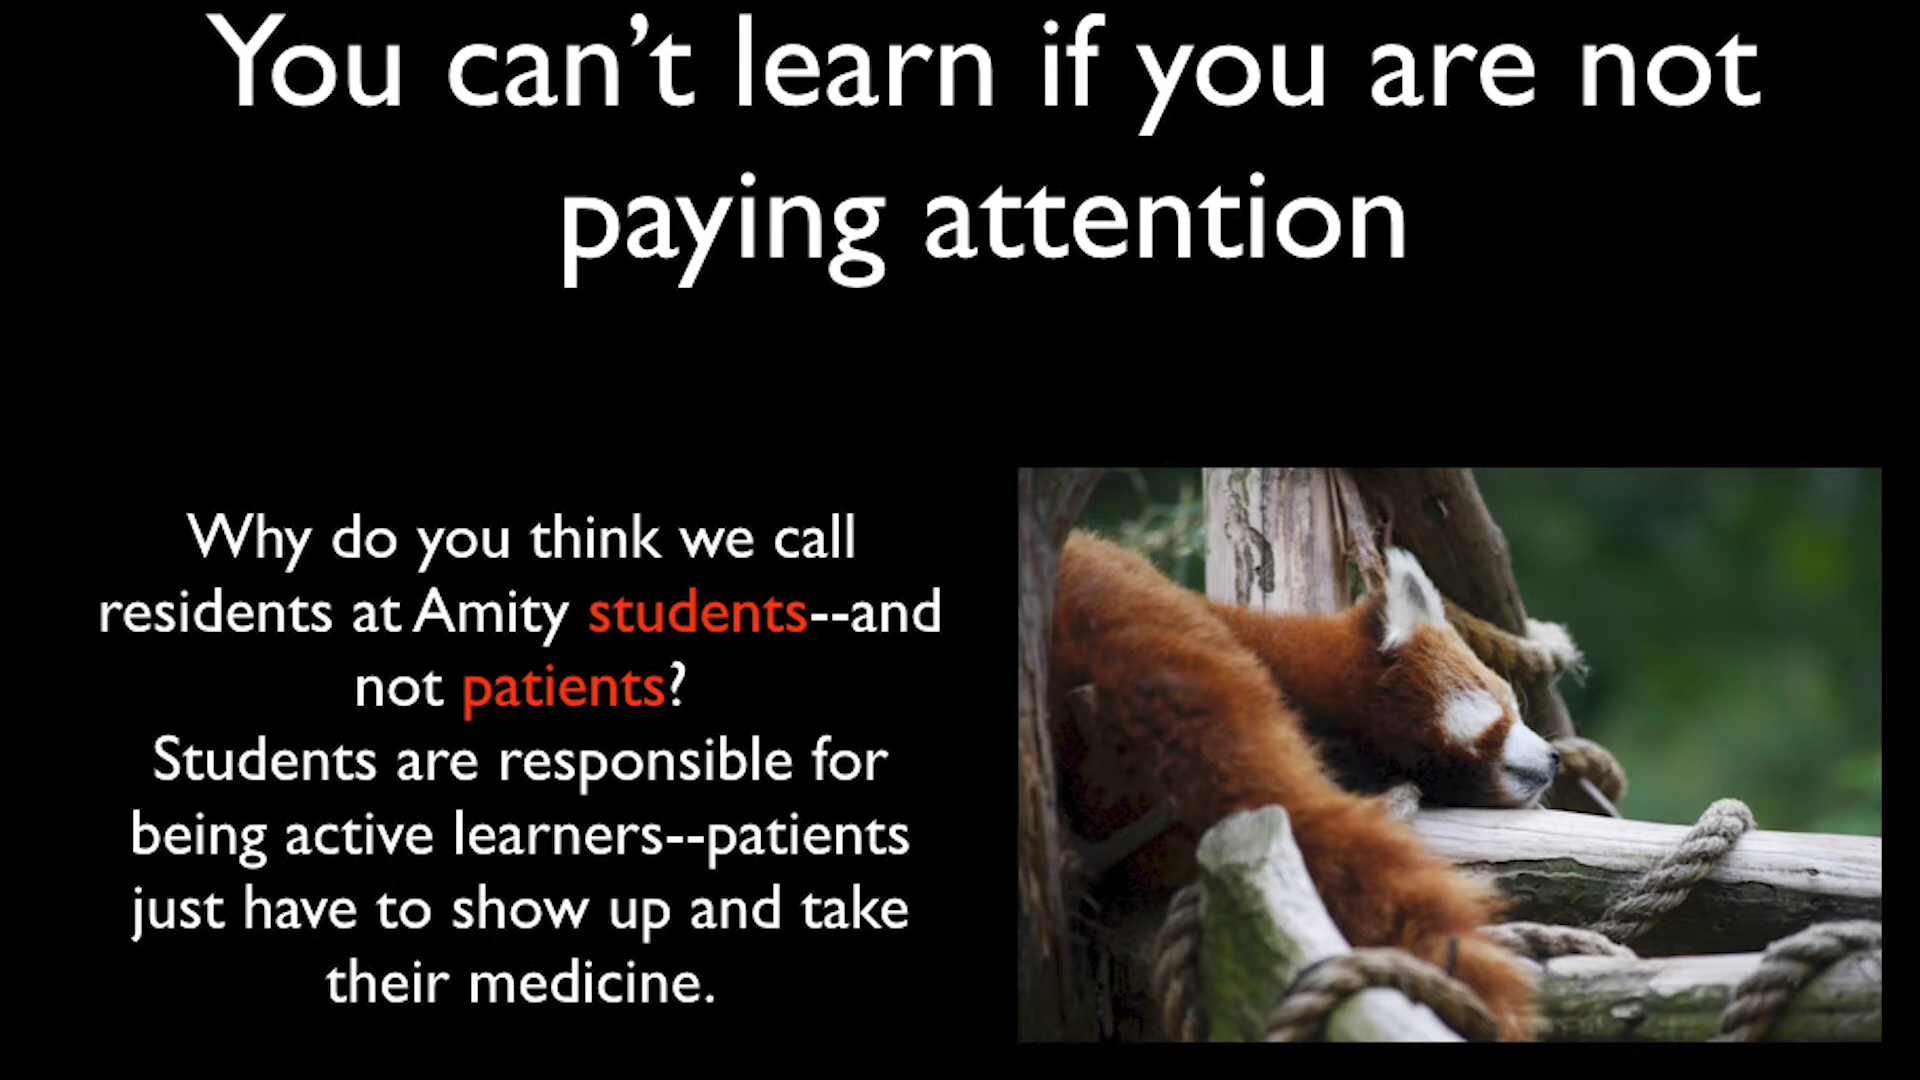 You can’t learn if you are not
paying attention
Why do you think we call
residents at Amity students--and
not patients?
Students are responsible for
being active learners--patients
just have to show up and take
their medicine.